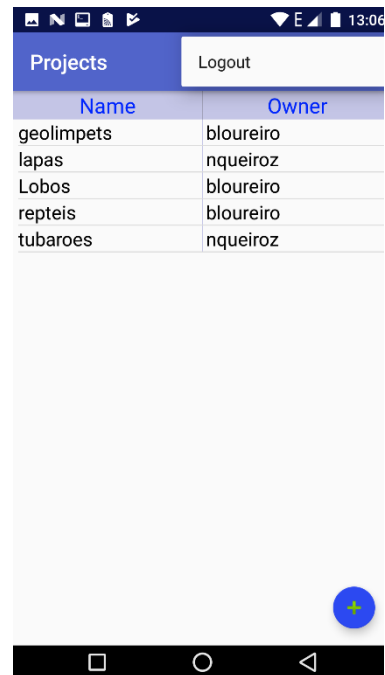 E 13:06
Projects Logout
Name Owner
geolimpets bloureiro
lapas nqueiroz
Lobos bloureiro
repteis bloureiro
tubaroes nqueiroz
+